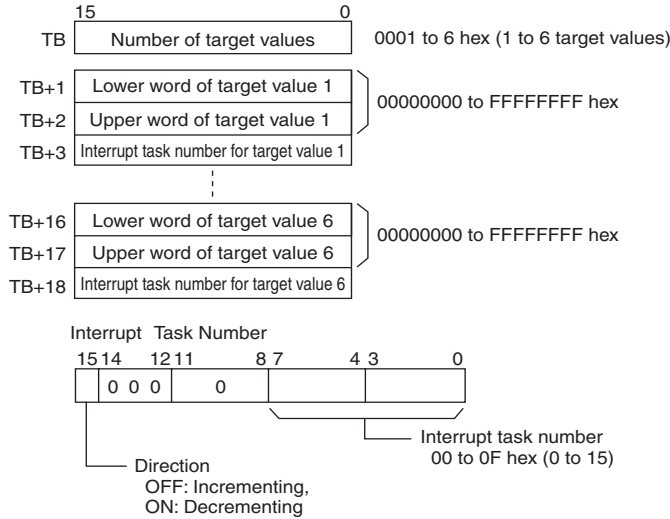 15 0
TB Number of target values 0001 to 6 hex (1 to 6 target values)
TB+1 Lower word of target value 1
00000000 to FFFFFFFF hex
TB+2 Upper word of target value 1
TB+3 Interrupt task number for target value 1
TB+16 Lower word of target value 6
00000000 to FFFFFFFF hex
TB+17 Upper word of target value 6
TB+18 Interrupt task number for target value 6
Interrupt Task Number
15 14 12 11 8 7 4 3 0
0 0 0 0
Interrupt task number
00 to 0F hex (0 to 15)
Direction
OFF: Incrementing,
ON: Decrementing